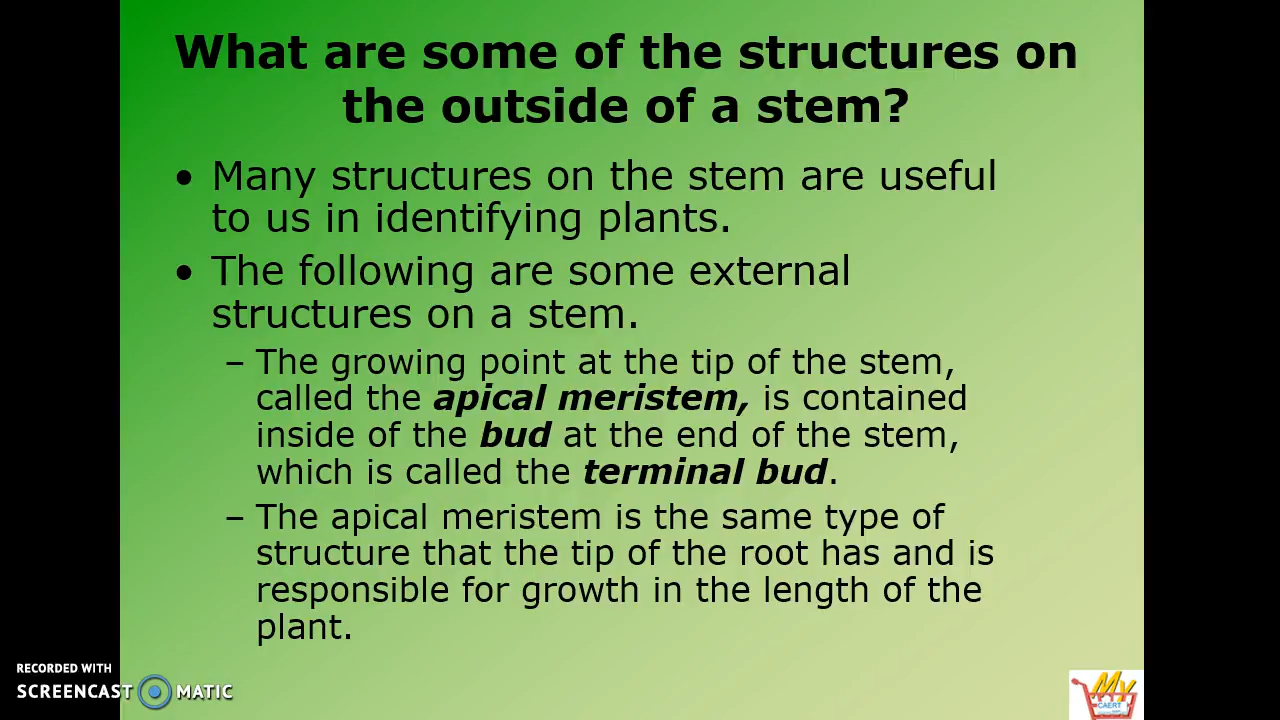 What are some of the structures on
the outside of a stem?
• Many structures on the stem are useful
to us in identifying plants.
• The following are some external
structures on a stem.
– The growing point at the tip of the stem,
called the apical meristem, is contained
inside of the bud at the end of the stem,
which is called the terminal bud.
– The apical meristem is the same type of
structure that the tip of the root has and is
responsible for growth in the length of the
plant.
RECORDED WITH
SCREENCAST MATIC
My
CAERT